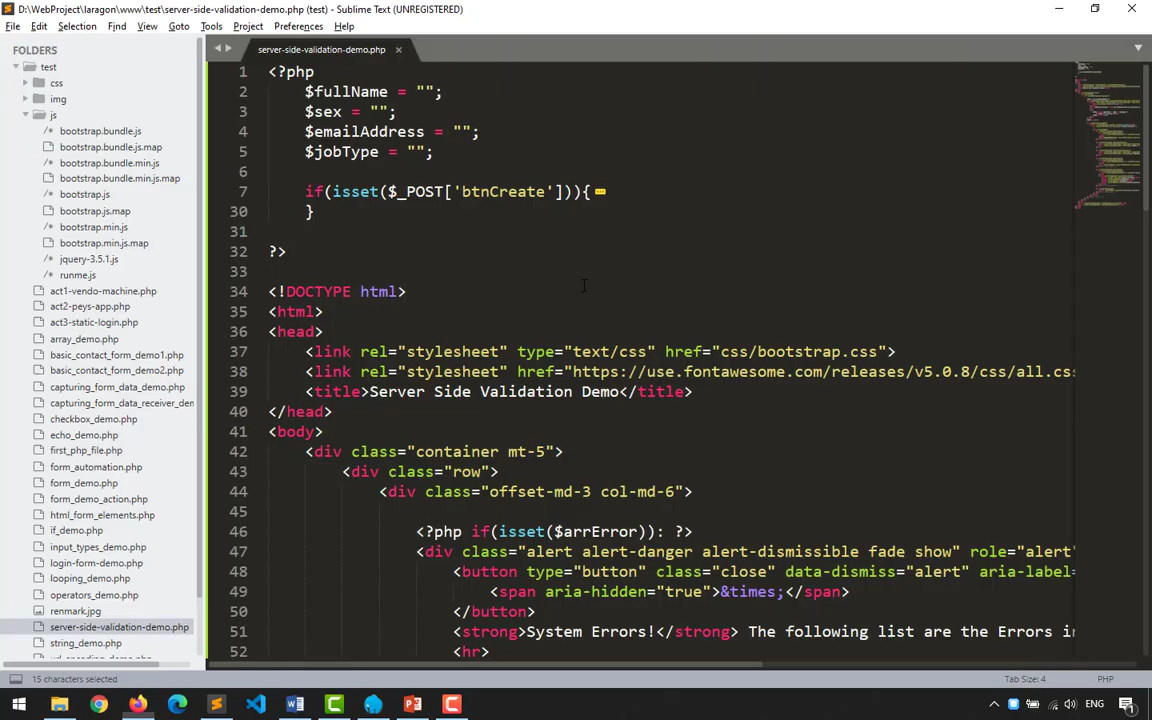 D:\WebProject\laragon\www\test\server-side-validation-demo.php (test) - Sublime Text (UNREGISTERED)
File Edit Selection Find View Goto Tools Project Preferences Help
FOLDERS
test
css
img
js
bootstrap.bundle.js
bootstrap.bundle.js.map
bootstrap.bundle.min.js
bootstrap.bundle.min.js.map
bootstrap.js
bootstrap.js.map
bootstrap.min.js
bootstrap.min.js.map
jquery-3.5.1.js
runme.js
act1-vendo-machine.php
act2-peys-app.php
act3-static-login.php
array_demo.php
basic_contact_form_demo1.php
basic_contact_form_demo2.php
capturing_form_data_demo.php
capturing_form_data_receiver_den
checkbox_demo.php
echo_demo.php
first_php_file.php
form_automation.php
form_demo.php
form_demo_action.php
html_form_elements.php
if_demo.php
input_types_demo.php
login-form-demo.php
looping_demo.php
operators_demo.php
renmark.jpg
server-side-validation-demo.php
string_demo.php
server-side-validation-demo.php ×
1 <?php
2 $fullName = "";
3 $sex = "";
4 $emailAddress = "";
5 $jobType = "";
6
7 if(isset($_POST['btnCreate'])){
30 }
31
32 ?>
33
34 <!DOCTYPE html>
35 <html>
36 <head>
37 <link rel="stylesheet" type="text/css" href="css/bootstrap.css">
38 <link rel="stylesheet" href="https://use.fontawesome.com/releases/v5.0.8/css/all.css
39 <title>Server Side Validation Demo</title>
40 </head>
41 <body>
42 <div class="container mt-5">
43 <div class="row">
44 <div class="offset-md-3 col-md-6">
45
46 <?php if(isset($arrError)): ?>
47 <div class="alert alert-danger alert-dismissible fade show" role="alert"
48 <button type="button" class="close" data-dismiss="alert" aria-label=
49 <span aria-hidden="true">&times;</span>
50 </button>
51 <strong>System Errors!</strong> The following list are the Errors i
52 <hr>
15 characters selected
Tab Size: 4
PHP
ENG